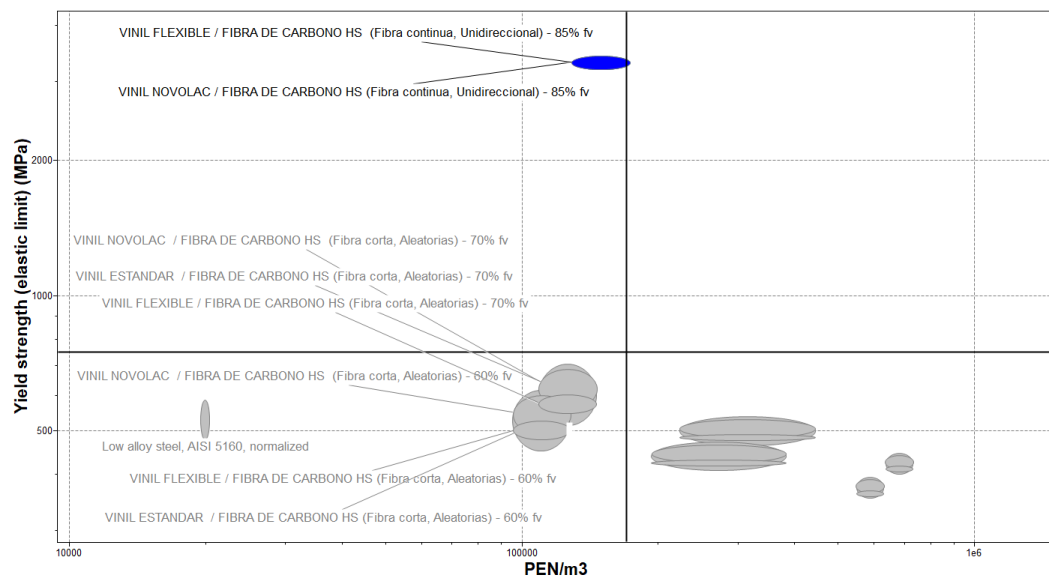 VINIL FLEXIBLE / FIBRA DE CARBONO HS  (Fibra continua, Unidireccional) - 85% fv
VINIL NOVOLAC / FIBRA DE CARBONO HS (Fibra continua, Unidireccional) - 85% fv
2000
VINIL NOVOLAC  / FIBRA DE CARBONO HS  (Fibra corta, Aleatorias) - 70% fv
VINIL ESTANDAR  / FIBRA DE CARBONO HS (Fibra corta, Aleatorias) - 70% fv
1000
VINIL FLEXIBLE / FIBRA DE CARBONO HS (Fibra corta, Aleatorias) - 70% fv
Yield strength (elastic limit) (MPa)
VINIL NOVOLAC  / FIBRA DE CARBONO HS  (Fibra corta, Aleatorias) - 60% fv
500
Low alloy steel, AISI 5160, normalized
VINIL FLEXIBLE / FIBRA DE CARBONO HS (Fibra corta, Aleatorias) - 60% fv
VINIL ESTANDAR  / FIBRA DE CARBONO HS (Fibra corta, Aleatorias) - 60% fv
10000
100000
1e6
PEN/m3